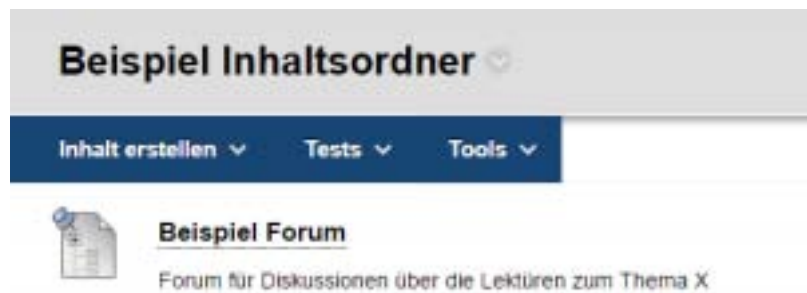 Beispiel Inhaltsordner
Inhalt erstellen Tests Tools
Beispiel Forum
Forum für Diskussionen über die Lektüren zum Thema X